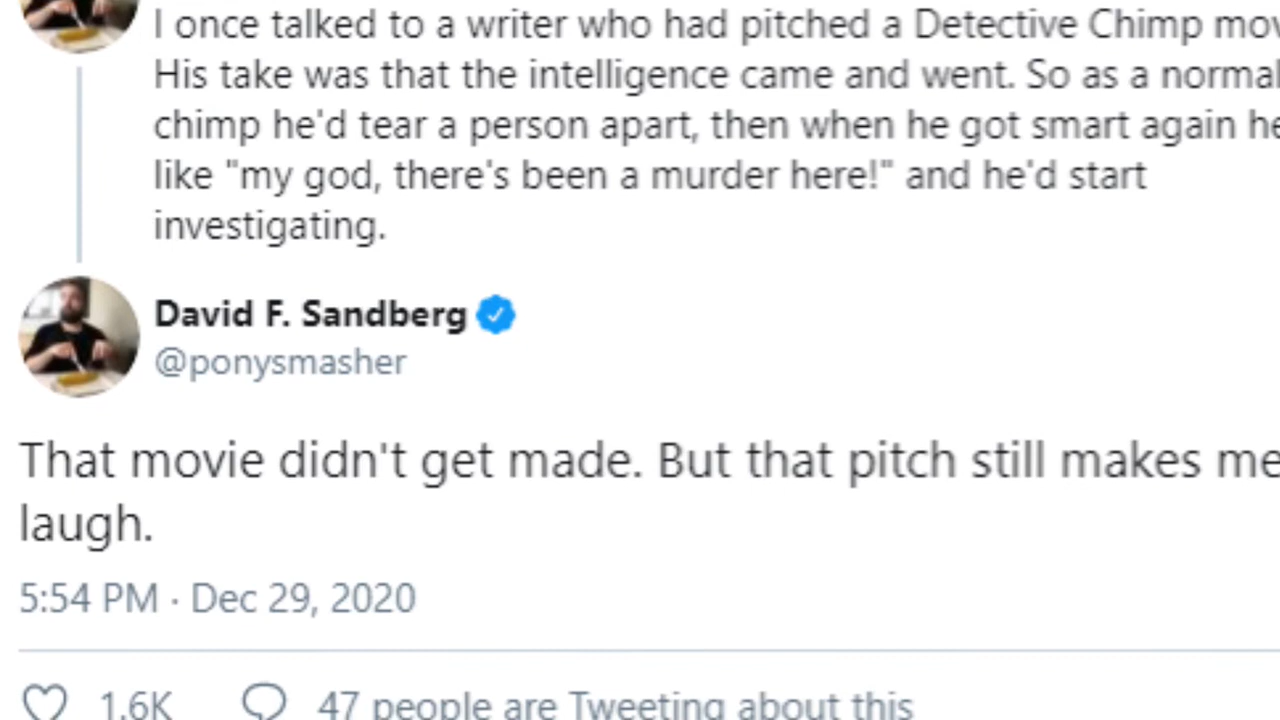 I once talked to a writer who had pitched a Detective Chimp
His take was that the intelligence came and went. So as a normal
chimp he'd tear a person apart, then when he got smart again
like "my god, there's been a murder here!" and he'd start
investigating.
David F. Sandberg
@ponysmasher
That movie didn't get made. But that pitch still makes me
laugh.
5:54 PM · Dec 29, 2020
1.6K 47 people are Tweeting about this